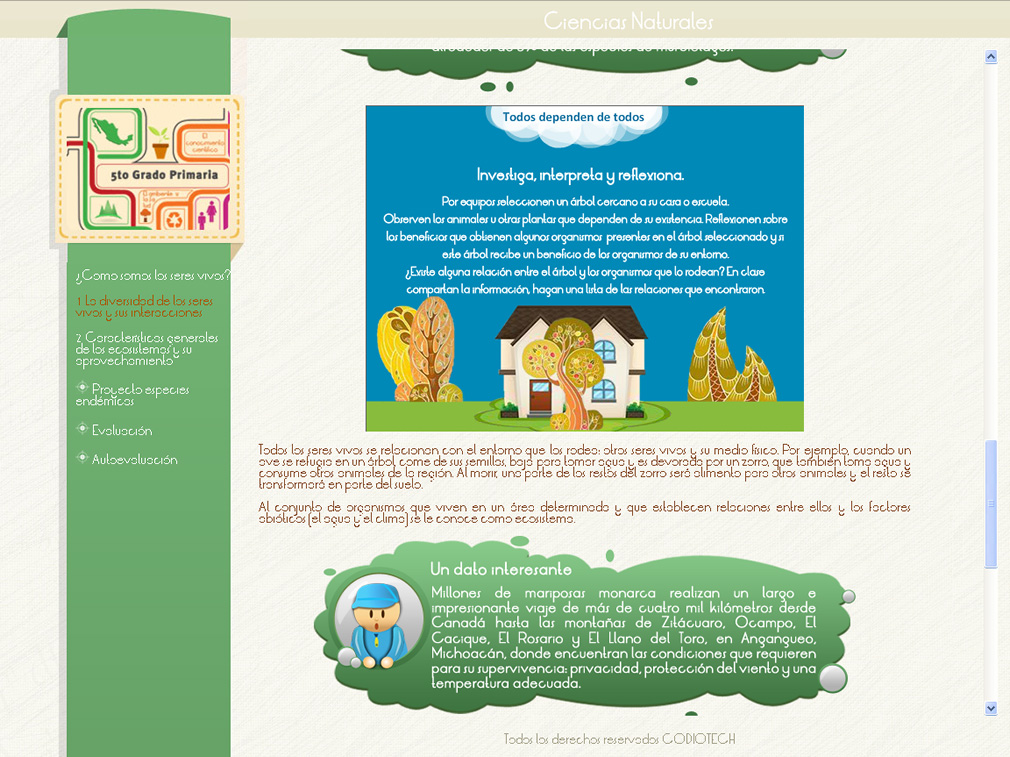 Ciencias Naturales
alrededor de 8% de las especies de murciélagos.
El
conocimiento
científico
5to Grado Primaria
¿Como somos los seres vivos?
1 La diversidad de los seres
vivos y sus interacciones
2 Características generales
de los ecosistemas y su
aprovechamiento
Proyecto especies
endémicas
Evaluación
Autoevaluación
Todos dependen de todos
Investiga, interpreta y reflexiona.
Por equipos seleccionen un árbol cercano a su casa o escuela.
Observen los animales u otras plantas que dependen de su existencia. Reflexionen sobre
los beneficios que obtienen algunos organismos presentes en el árbol seleccionado y si
este árbol recibe un beneficio de los organismos de su entorno.
¿Existe alguna relación entre el árbol y los organismos que lo rodean? En clase
compartan la información, hagan una lista de las relaciones que encontraron.
Todos los seres vivos se relacionan con el entorno que los rodea: otros seres vivos y su medio físico. Por ejemplo, cuando un
ave se refugia en un árbol, come de sus semillas, baja para tomar agua y es devorada por un zorro, que también toma agua y
consume otros animales de la región. Al morir, una parte de los restos del zorro será alimento para otros animales y el resto se
transformará en parte del suelo.
Al conjunto de organismos que viven en un área determinada y que establecen relaciones entre ellos y los factores
abióticos (el agua y el clima) se le conoce como ecosistema.
Un dato interesante
Millones de mariposas monarca realizan un largo e
impresionante viaje de más de cuatro mil kilómetros desde
Canadá hasta las montañas de Zitácuaro, Ocampo, El
Cacique, El Rosario y El Llano del Toro, en Angangueo,
Michoacán, donde encuentran las condiciones que requieren
para su supervivencia: privacidad, protección del viento y una
temperatura adecuada.
Todos los derechos reservados CODIOTECH